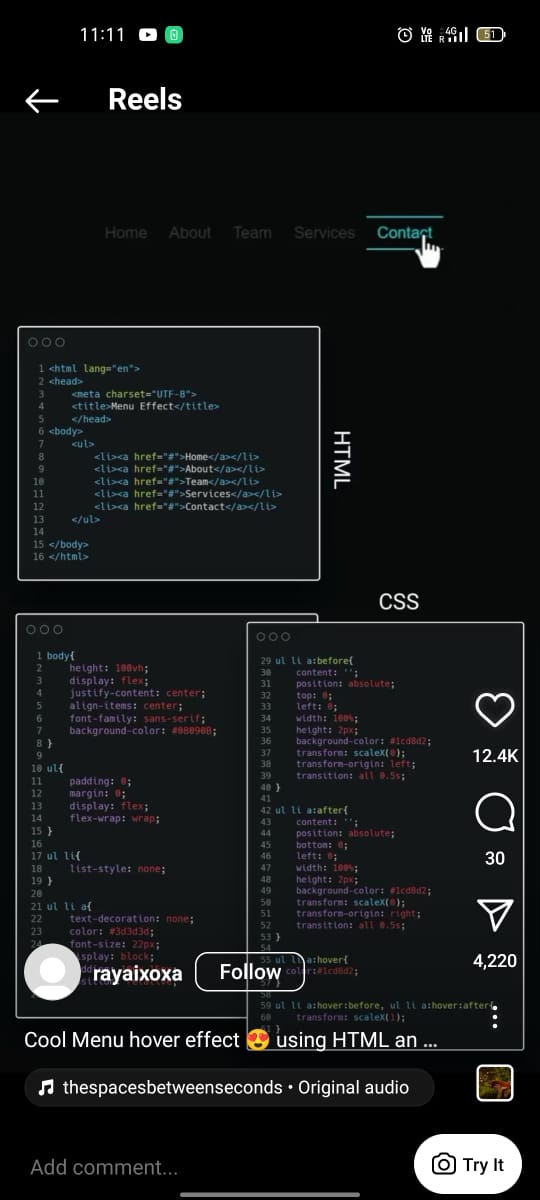 11:11
Vo LTE R 4G 51
Reels
Home About Team Services Contact
1 <html lang="en">
2 <head>
3 <meta charset="UTF-8">
4 <title>Menu Effect</title>
5 </head>
6 <body>
7 <ul>
8 <li><a href="#">Home</a></li>
9 <li><a href="#">About</a></li>
10 <li><a href="#">Team</a></li>
11 <li><a href="#">Services</a></li>
12 <li><a href="#">Contact</a></li>
13 </ul>
14
15 </body>
16 </html>
HTML
CSS
1 body{
2 height: 100vh;
3 display: flex;
4 justify-content: center;
5 align-items: center;
6 font-family: sans-serif;
7 background-color: #08090B;
8 }
9
10 ul{
11 padding: 0;
12 margin: 0;
13 display: flex;
14 flex-wrap: wrap;
15 }
16
17 ul li{
18 list-style: none;
19 }
20
21 ul li a{
22 text-decoration: none;
23 color: #3d3d3d;
24 font-size: 22px;
display: block;
29 ul li a:before{
30 content: '';
31 position: absolute;
32 top: 0;
33 left: 0;
34 width: 100%;
35 height: 2px;
36 background-color: #1cd8d2;
37 transform: scaleX(0);
38 transform-origin: left;
39 transition: all 0.5s;
40 }
41
42 ul li a:after{
43 content: '';
44 position: absolute;
45 bottom: 0;
46 left: 0;
47 width: 100%;
48 height: 2px;
49 background-color: #1cd8d2;
50 transform: scaleX(0);
51 transform-origin: right;
52 transition: all 0.5s;
53 }
54
55 ul li a:hover{
color:#1cd8d2;
58
59 ul li a:hover:before, ul li a:hover:after{
60 transform: scaleX(1);
61 }
12.4K
30
4,220
rayaixoxa Follow
Cool Menu hover effect 😍 using HTML an ...
thespacesbetweenseconds • Original audio
Add comment...
Try It